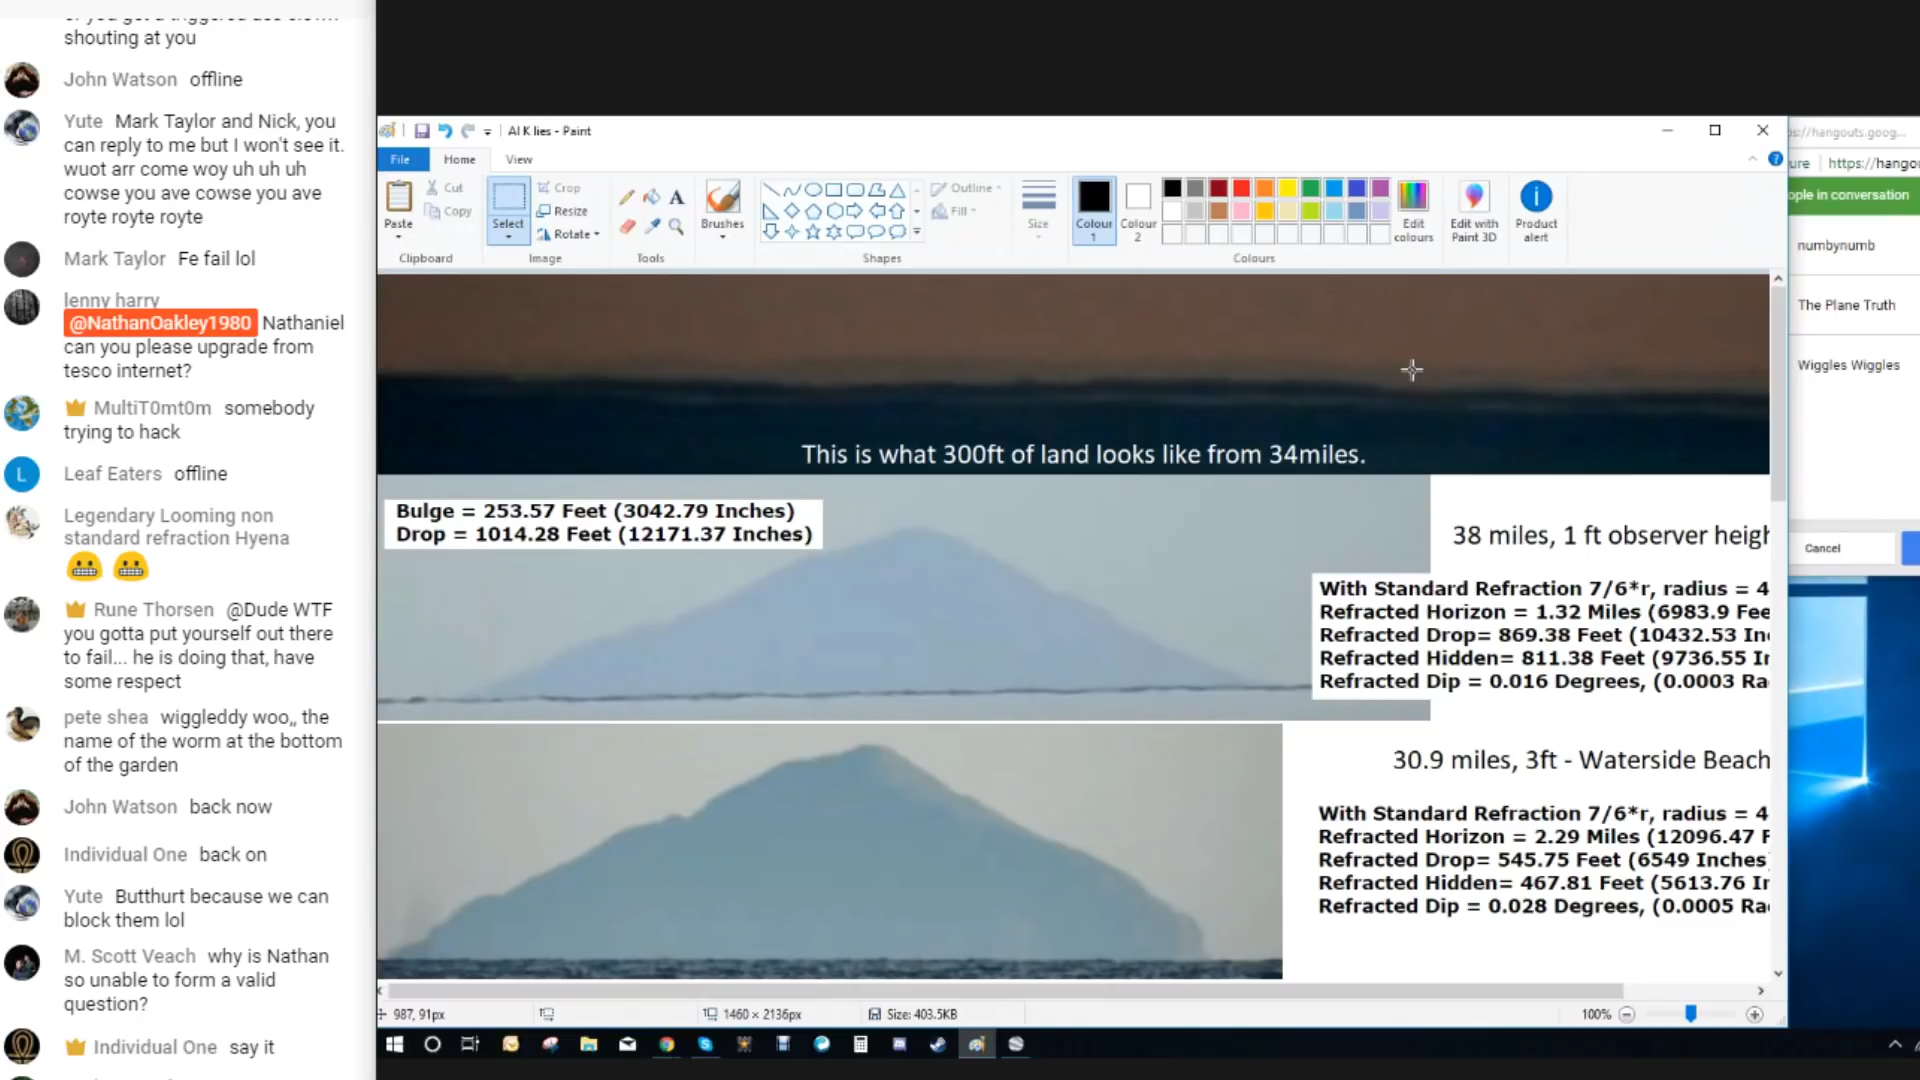 shouting at you
John Watson offline
Yute Mark Taylor and Nick, you
can reply to me but I won't see it.
wuot arr come woy uh uh uh
cowse you ave cowse you ave
royte royte royte
Mark Taylor Fe fail lol
lenny harry
@NathanOakley1980 Nathaniel
can you please upgrade from
tesco internet?
MultiT0mt0m somebody
trying to hack
L
Leaf Eaters offline
Legendary Looming non
standard refraction Hyena
Rune Thorsen @Dude WTF
you gotta put yourself out there
to fail... he is doing that, have
some respect
pete shea wiggleddy woo,, the
name of the worm at the bottom
of the garden
John Watson back now
Individual One back on
Yute Butthurt because we can
block them lol
M. Scott Veach why is Nathan
so unable to form a valid
question?
Individual One say it
Al K lies - Paint
File Home View
Paste Cut Copy
Clipboard
Select Crop Resize Rotate
Image
A
Tools
Brushes
Outline Fill
Shapes
Size
Colour 1 Colour 2
Edit colours
Colours
Edit with Paint 3D
Product alert
This is what 300ft of land looks like from 34miles.
Bulge = 253.57 Feet (3042.79 Inches)
Drop = 1014.28 Feet (12171.37 Inches)
38 miles, 1 ft observer heigh
With Standard Refraction 7/6*r, radius = 4
Refracted Horizon = 1.32 Miles (6983.9 Fee
Refracted Drop= 869.38 Feet (10432.53 In
Refracted Hidden= 811.38 Feet (9736.55 I
Refracted Dip = 0.016 Degrees, (0.0003 Ra
30.9 miles, 3ft - Waterside Beach
With Standard Refraction 7/6*r, radius = 4
Refracted Horizon = 2.29 Miles (12096.47 F
Refracted Drop= 545.75 Feet (6549 Inches
Refracted Hidden= 467.81 Feet (5613.76 I
Refracted Dip = 0.028 Degrees, (0.0005 Ra
987, 91px
1460 × 2136px
Size: 403.5KB
100%
s://hangouts.goog...
ure https://hangou
ople in conversation
numbynumb
The Plane Truth
Wiggles Wiggles
Cancel